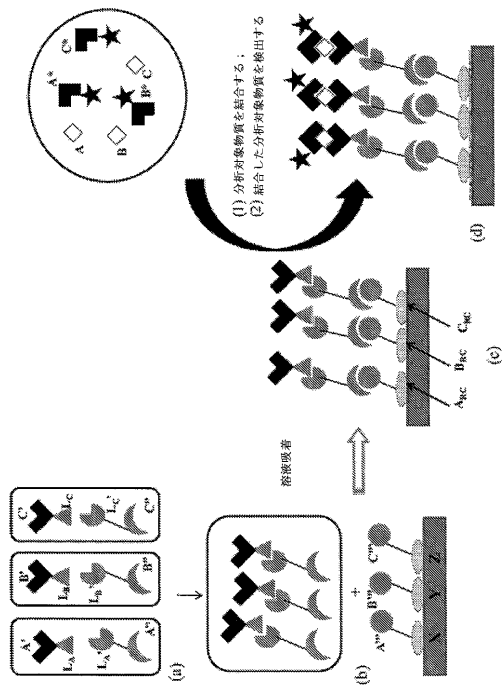 A' B' C'
L_A L_B L_C
L_A' L_B' L_C'
A" B" C"
(a)
+
A"' B"' C"'
X Y Z
(b)
溶液吸着
A_RC B_RC C_RC
(c)
A A* C*
B B* C
(1) 分析対象物質を結合する;
(2) 結合した分析対象物質を検出する
(d)